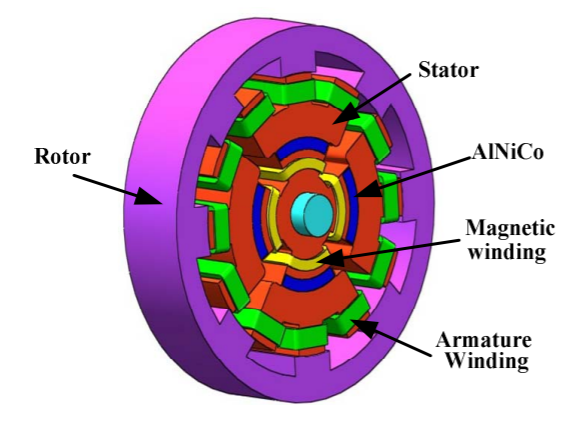 Stator
AlNiCo
Rotor
Magnetic
winding
Armature
Winding